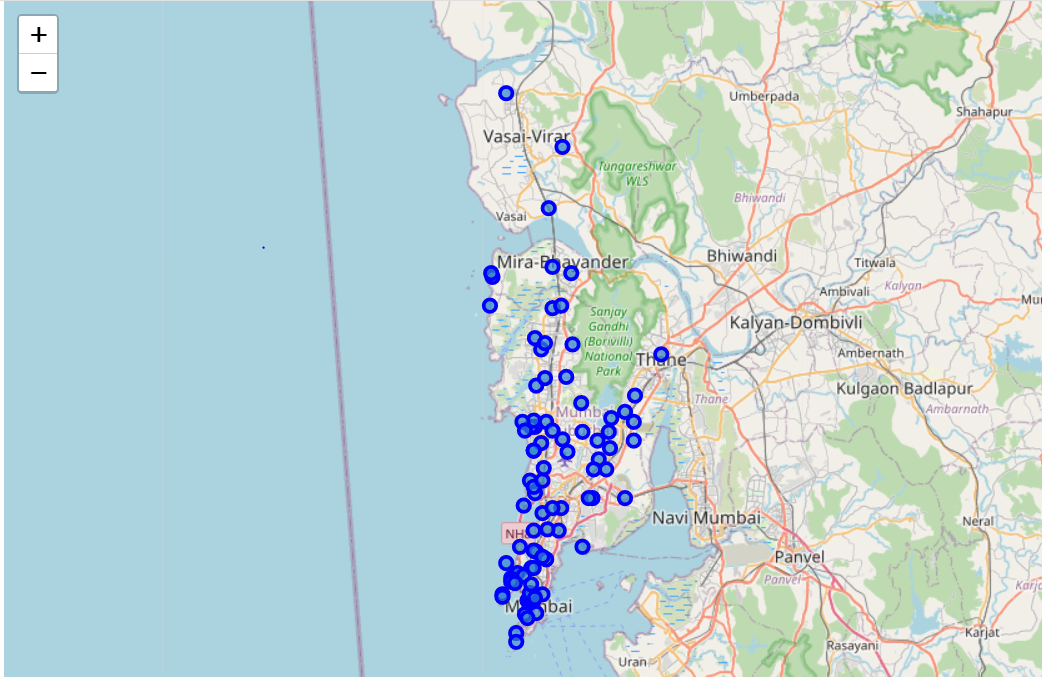 +
−
Umberpada
Shahapur
Vasai-Virar
Tungareshwar
WLS
Bhiwandi
Vasai
Mira-Bhayander
Bhiwandi
Titwala
Kalyan
Ambivali
Sanjay
Gandhi
(Borivilli)
National
Park
Kalyan-Dombivli
Thane
Ambernath
Kulgaon Badlapur
Thane
Ambarnath
Navi Mumbai
Neral
Panvel
Panvel
Mumbai
Karjat
Rasayani
Uran